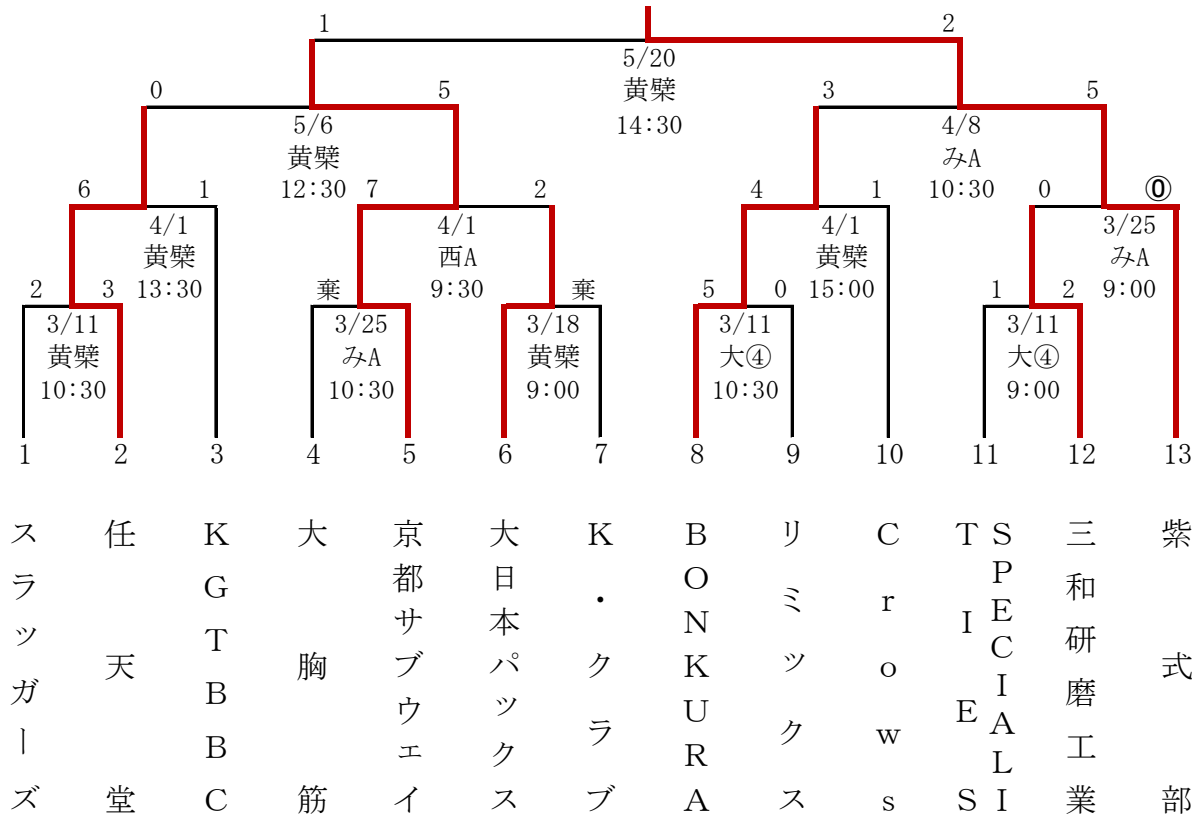 1 2
5/20
黄檗
14:30
0 5 3 5
5/6
黄檗
12:30
4/8
みA
10:30
6 1 7 2 4 1 0 ⓪
4/1
黄檗
13:30
4/1
西A
9:30
4/1
黄檗
15:00
3/25
みA
9:00
2 3 棄 棄 5 0 1 2
3/11
黄檗
10:30
3/25
みA
10:30
3/18
黄檗
9:00
3/11
大④
10:30
3/11
大④
9:00
1 2 3 4 5 6 7 8 9 10 11 12 13
スラッガーズ
任天堂
KGTBBC
大胸筋
京都サブウェイ
大日本パックス
K・クラブ
BONKURA
リミックス
Crows
SPECIALI
TIES
三和研磨工業
紫式部